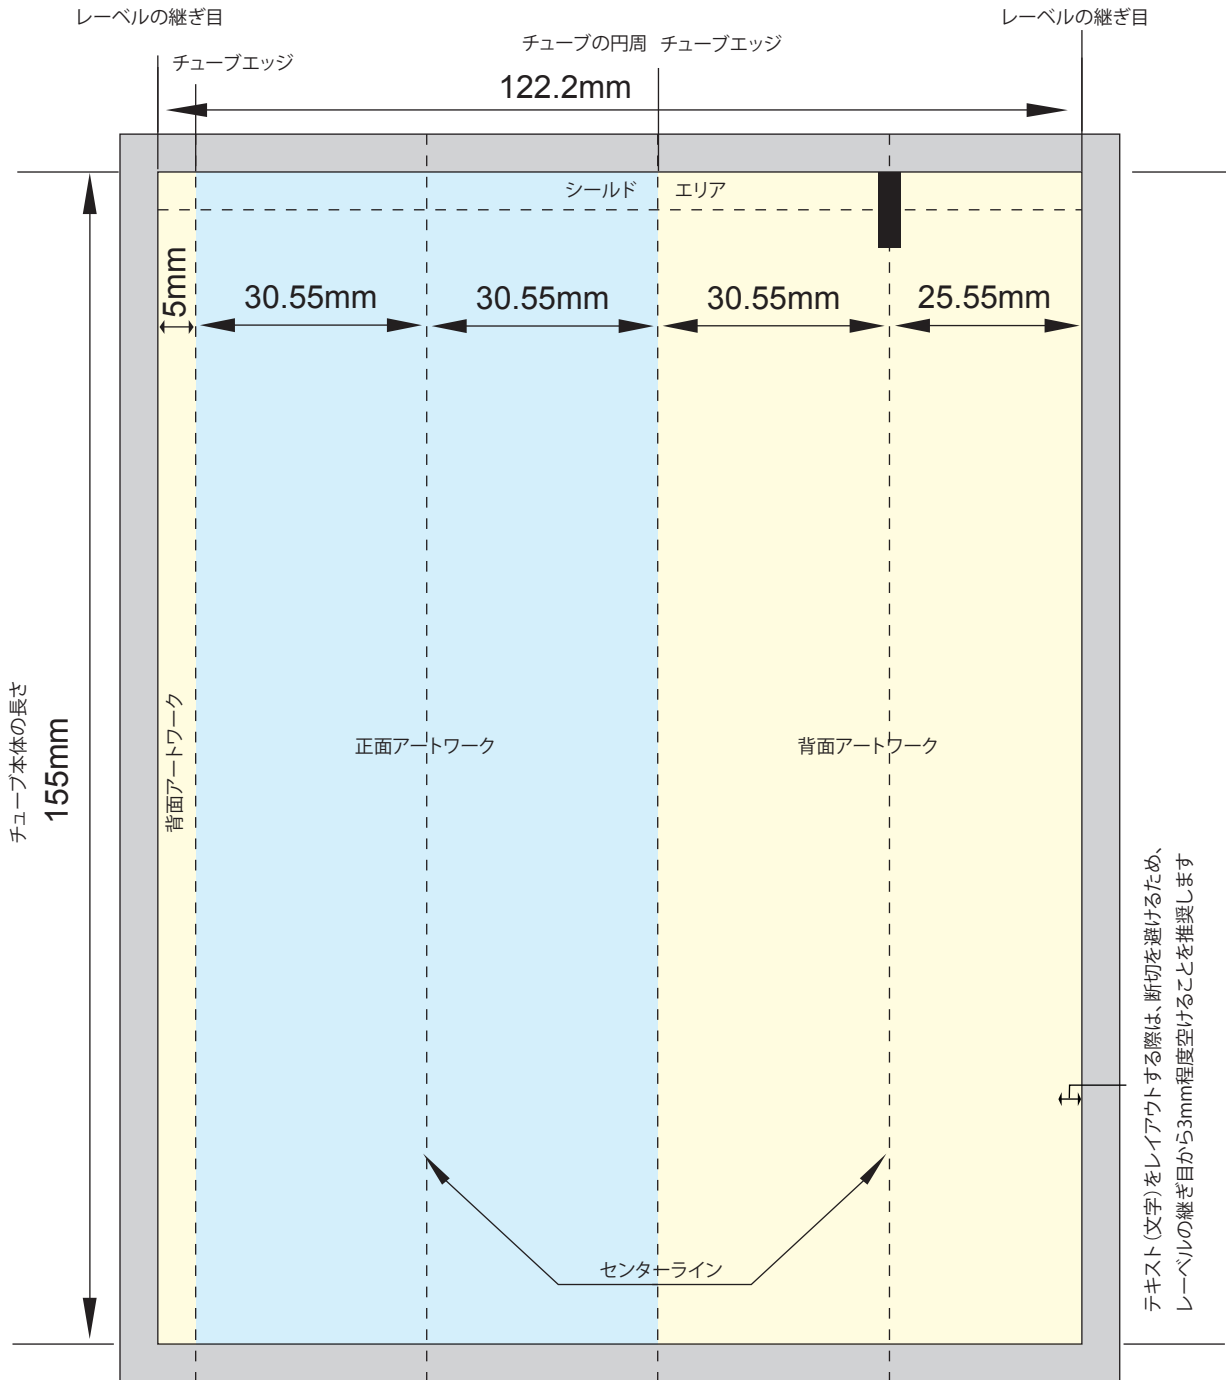 レーベルの継ぎ目
レーベルの継ぎ目
チューブエッジ
チューブの円周
チューブエッジ
122.2mm
シールド
エリア
5mm
30.55mm
30.55mm
30.55mm
25.55mm
チューブ本体の長さ
155mm
背面アートワーク
正面アートワーク
背面アートワーク
テキスト(文字)をレイアウトする際は、断切を避けるため、
レーベルの継ぎ目から3mm程度空けることを推奨します
センターライン